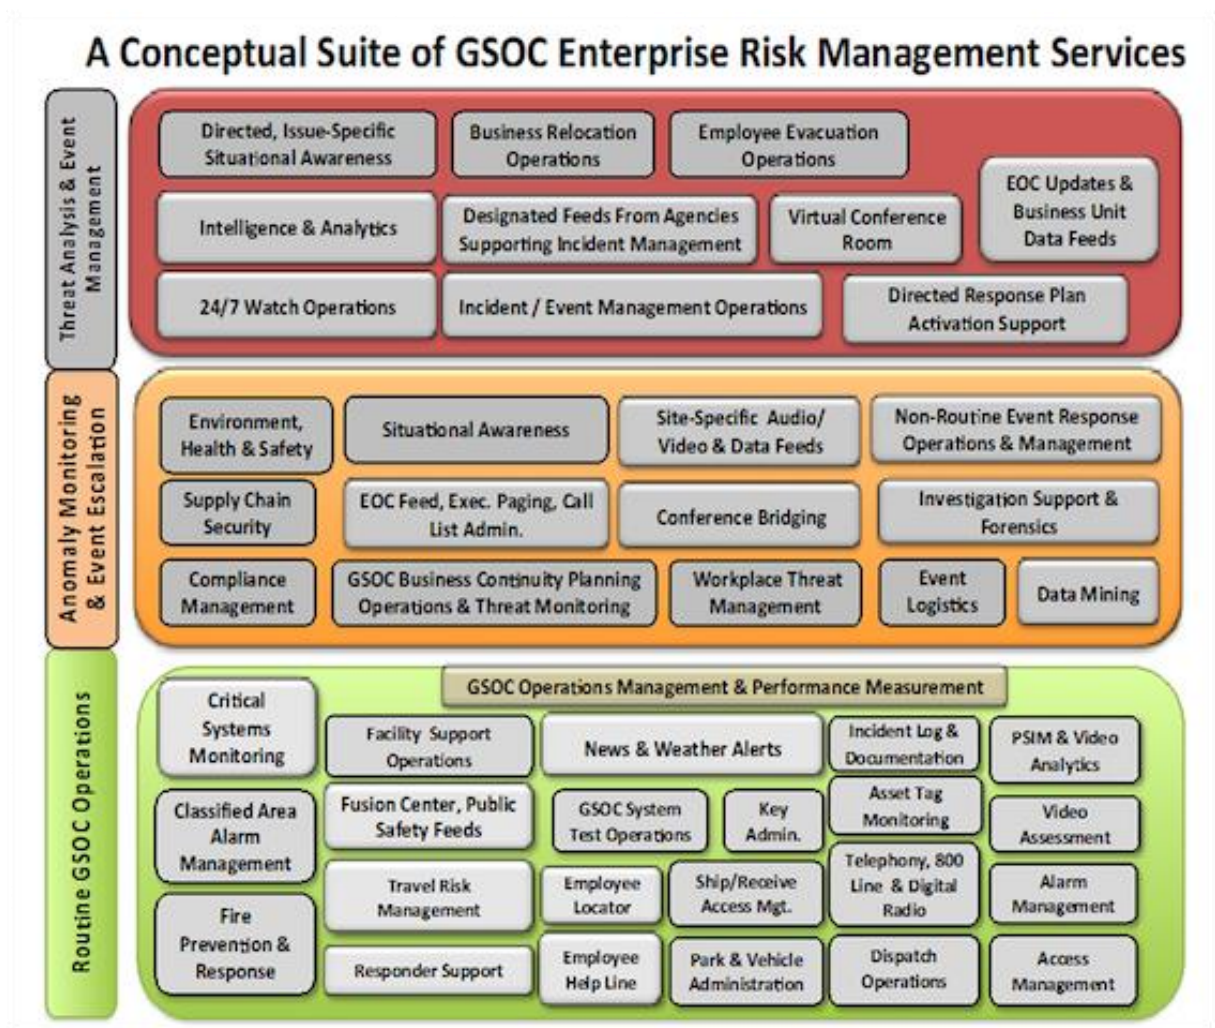 A Conceptual Suite of GSOC Enterprise Risk Management Services
Threat Analysis & Event
Management
Directed, Issue-Specific
Situational Awareness
Business Relocation
Operations
Employee Evacuation
Operations
EOC Updates &
Business Unit
Data Feeds
Intelligence & Analytics
Designated Feeds From Agencies
Supporting Incident Management
Virtual Conference
Room
24/7 Watch Operations
Incident / Event Management Operations
Directed Response Plan
Activation Support
Anomaly Monitoring
& Event Escalation
Environment,
Health & Safety
Situational Awareness
Site-Specific Audio/
Video & Data Feeds
Non-Routine Event Response
Operations & Management
Supply Chain
Security
EOC Feed, Exec. Paging, Call
List Admin.
Conference Bridging
Investigation Support &
Forensics
Compliance
Management
GSOC Business Continuity Planning
Operations & Threat Monitoring
Workplace Threat
Management
Event
Logistics
Data Mining
Routine GSOC Operations
GSOC Operations Management & Performance Measurement
Critical
Systems
Monitoring
Facility Support
Operations
News & Weather Alerts
Incident Log &
Documentation
PSIM & Video
Analytics
Classified Area
Alarm
Management
Fusion Center, Public
Safety Feeds
GSOC System
Test Operations
Key
Admin.
Asset Tag
Monitoring
Video
Assessment
Travel Risk
Management
Employee
Locator
Ship/Receive
Access Mgt.
Telephony, 800
Line & Digital
Radio
Alarm
Management
Fire
Prevention &
Response
Responder Support
Employee
Help Line
Park & Vehicle
Administration
Dispatch
Operations
Access
Management